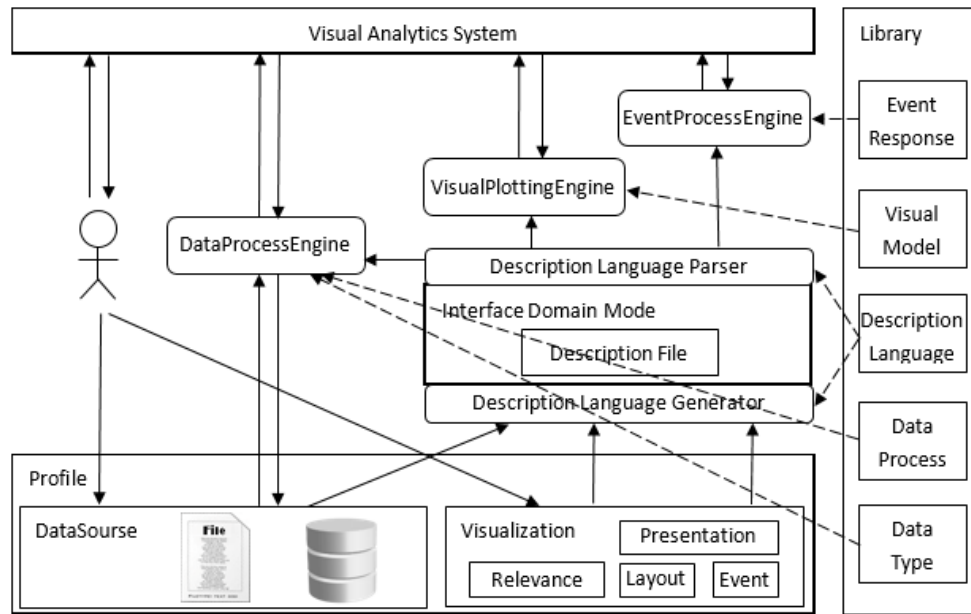 Visual Analytics System
Library
Event
Response
EventProcessEngine
VisualPlottingEngine
Visual
Model
DataProcessEngine
Description Language Parser
Interface Domain Mode
Description File
Description
Language
Description Language Generator
Data
Process
Profile
DataSourse
File
Visualization
Presentation
Relevance
Layout
Event
Data
Type